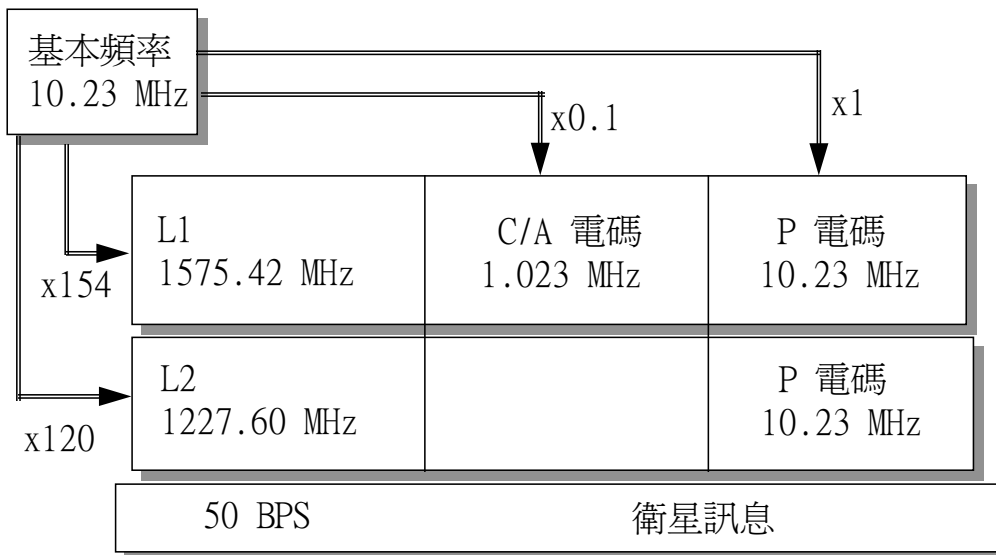 基本頻率
10.23 MHz
x0.1
x1
L1
1575.42 MHz
C/A 電碼
1.023 MHz
P 電碼
10.23 MHz
x154
L2
1227.60 MHz
P 電碼
10.23 MHz
x120
50 BPS 衛星訊息